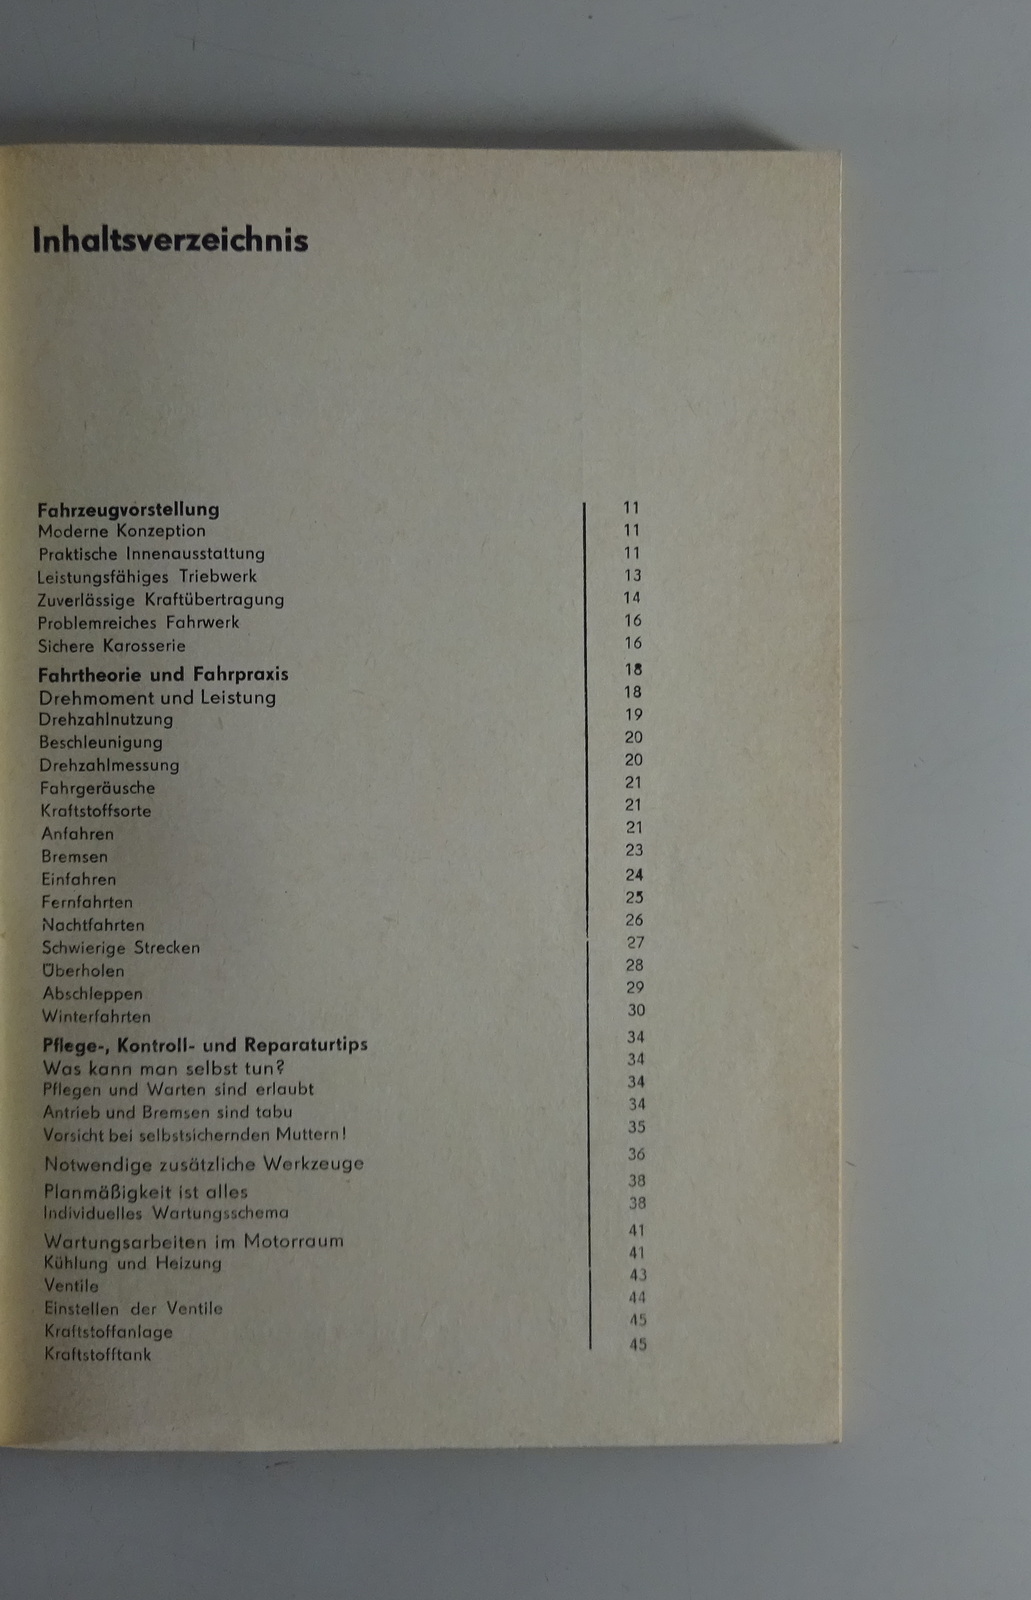 Inhaltsverzeichnis
Fahrzeugvorstellung 11
Moderne Konzeption 11
Praktische Innenausstattung 11
Leistungsfähiges Triebwerk 13
Zuverlässige Kraftübertragung 14
Problemreiches Fahrwerk 16
Sichere Karosserie 16
Fahrtheorie und Fahrpraxis 18
Drehmoment und Leistung 18
Drehzahlnutzung 19
Beschleunigung 20
Drehzahlmessung 20
Fahrgeräusche 21
Kraftstoffsorte 21
Anfahren 21
Bremsen 23
Einfahren 24
Fernfahrten 25
Nachtfahrten 26
Schwierige Strecken 27
Überholen 28
Abschleppen 29
Winterfahrten 30
Pflege-, Kontroll- und Reparaturtips 34
Was kann man selbst tun? 34
Pflegen und Warten sind erlaubt 34
Antrieb und Bremsen sind tabu 34
Vorsicht bei selbstsichernden Muttern! 35
Notwendige zusätzliche Werkzeuge 36
Planmäßigkeit ist alles 38
Individuelles Wartungsschema 38
Wartungsarbeiten im Motorraum 41
Kühlung und Heizung 41
Ventile 43
Einstellen der Ventile 44
Kraftstoffanlage 45
Kraftstofftank 45